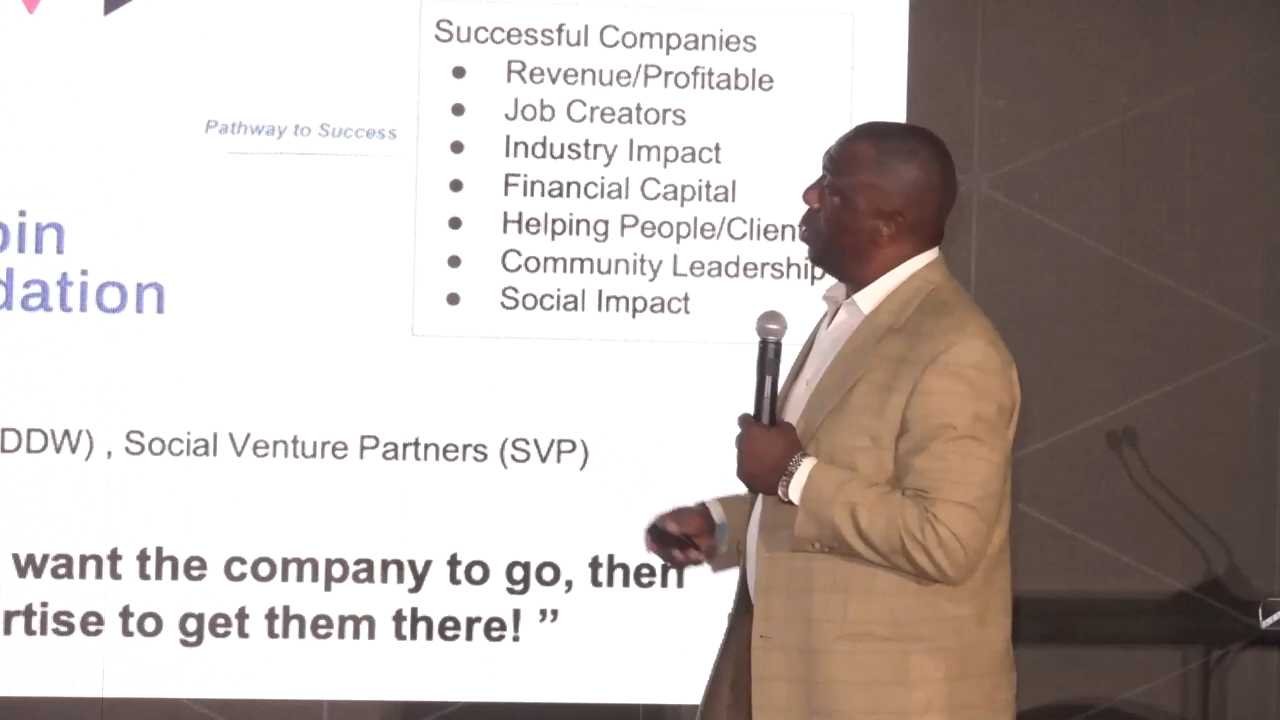 Successful Companies
● Revenue/Profitable
● Job Creators
● Industry Impact
● Financial Capital
● Helping People/Client
● Community Leadership
● Social Impact
Pathway to Success
oin
dation
DDW) , Social Venture Partners (SVP)
want the company to go, then
rtise to get them there! ”